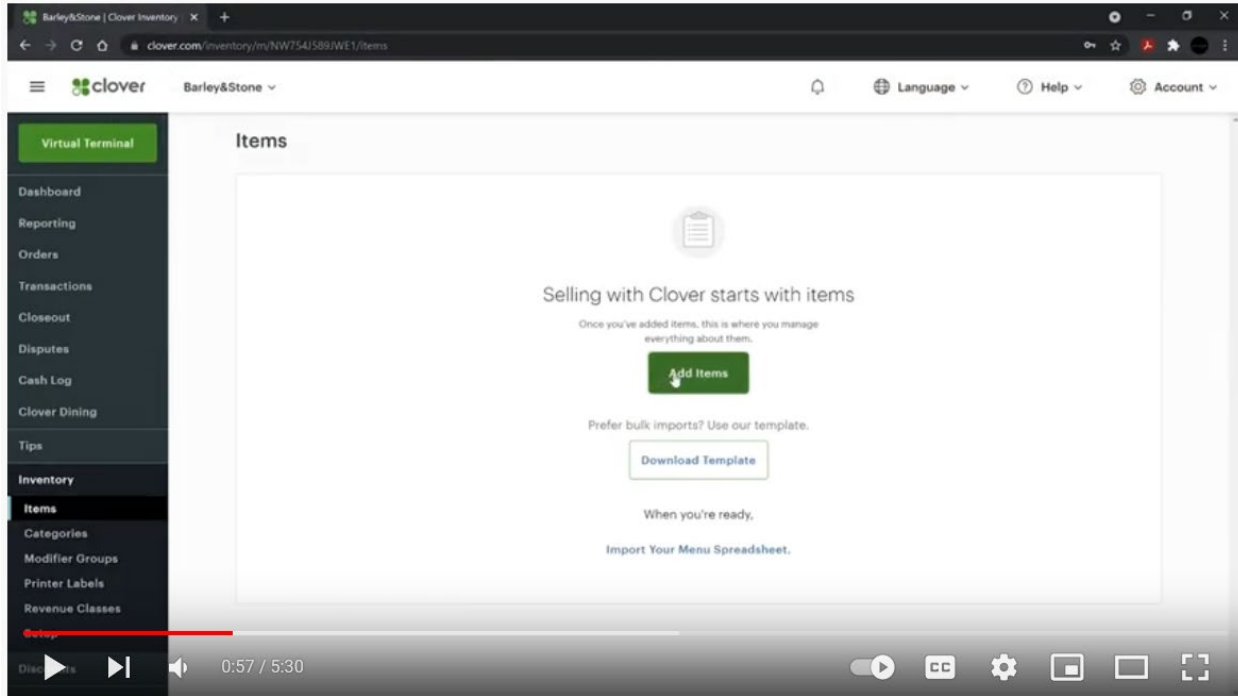 Barley&Stone | Clover Inventory
clover.com/inventory/m/NW754J589JWE1/items
clover
Barley&Stone
Language
Help
Account
Virtual Terminal
Dashboard
Reporting
Orders
Transactions
Closeout
Disputes
Cash Log
Clover Dining
Tips
Inventory
Items
Categories
Modifier Groups
Printer Labels
Revenue Classes
Setup
Discounts
Items
Selling with Clover starts with items
Once you've added items, this is where you manage
everything about them.
Add Items
Prefer bulk imports? Use our template.
Download Template
When you're ready,
Import Your Menu Spreadsheet.
0:57 / 5:30
CC